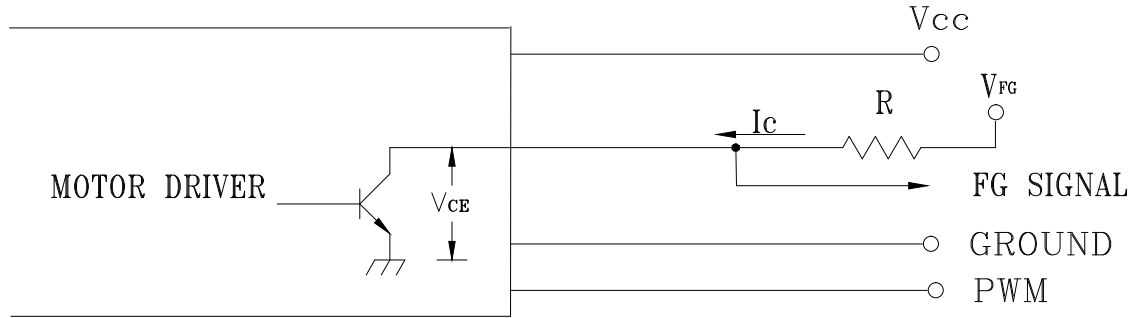 Vcc
VFG
R
Ic
MOTOR DRIVER
VCE
FG SIGNAL
GROUND
PWM